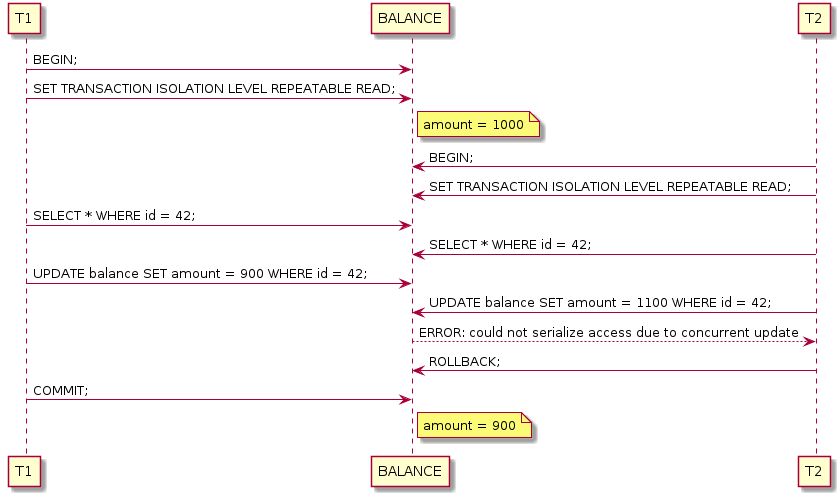 T1
BALANCE
T2
BEGIN;
SET TRANSACTION ISOLATION LEVEL REPEATABLE READ;
amount = 1000
BEGIN;
SET TRANSACTION ISOLATION LEVEL REPEATABLE READ;
SELECT * WHERE id = 42;
SELECT * WHERE id = 42;
UPDATE balance SET amount = 900 WHERE id = 42;
UPDATE balance SET amount = 1100 WHERE id = 42;
ERROR: could not serialize access due to concurrent update
ROLLBACK;
COMMIT;
amount = 900
T1
BALANCE
T2